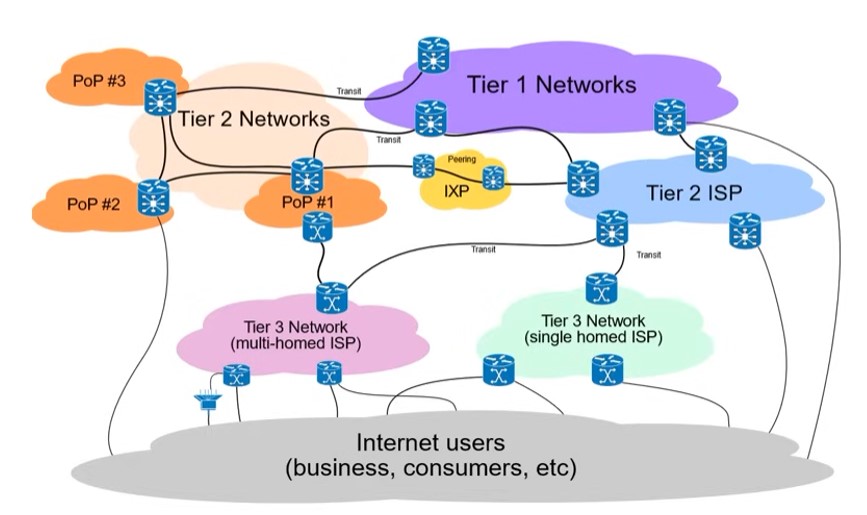 PoP #3
Transit
Tier 1 Networks
Tier 2 Networks
Transit
Peering
IXP
PoP #2
PoP #1
Tier 2 ISP
Transit
Transit
Tier 3 Network
(multi-homed ISP)
Tier 3 Network
(single homed ISP)
Internet users
(business, consumers, etc)